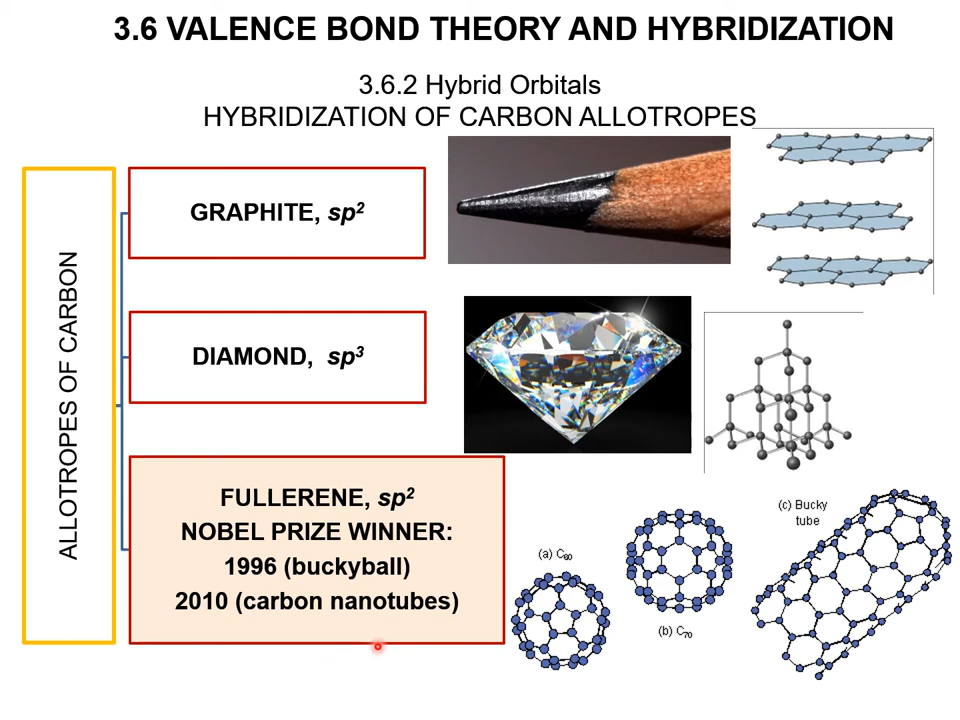 3.6 VALENCE BOND THEORY AND HYBRIDIZATION
3.6.2 Hybrid Orbitals
HYBRIDIZATION OF CARBON ALLOTROPES
ALLOTROPES OF CARBON
GRAPHITE, sp²
DIAMOND, sp³
FULLERENE, sp²
NOBEL PRIZE WINNER:
1996 (buckyball)
2010 (carbon nanotubes)
(a) C₆₀
(b) C₇₀
(c) Bucky
tube